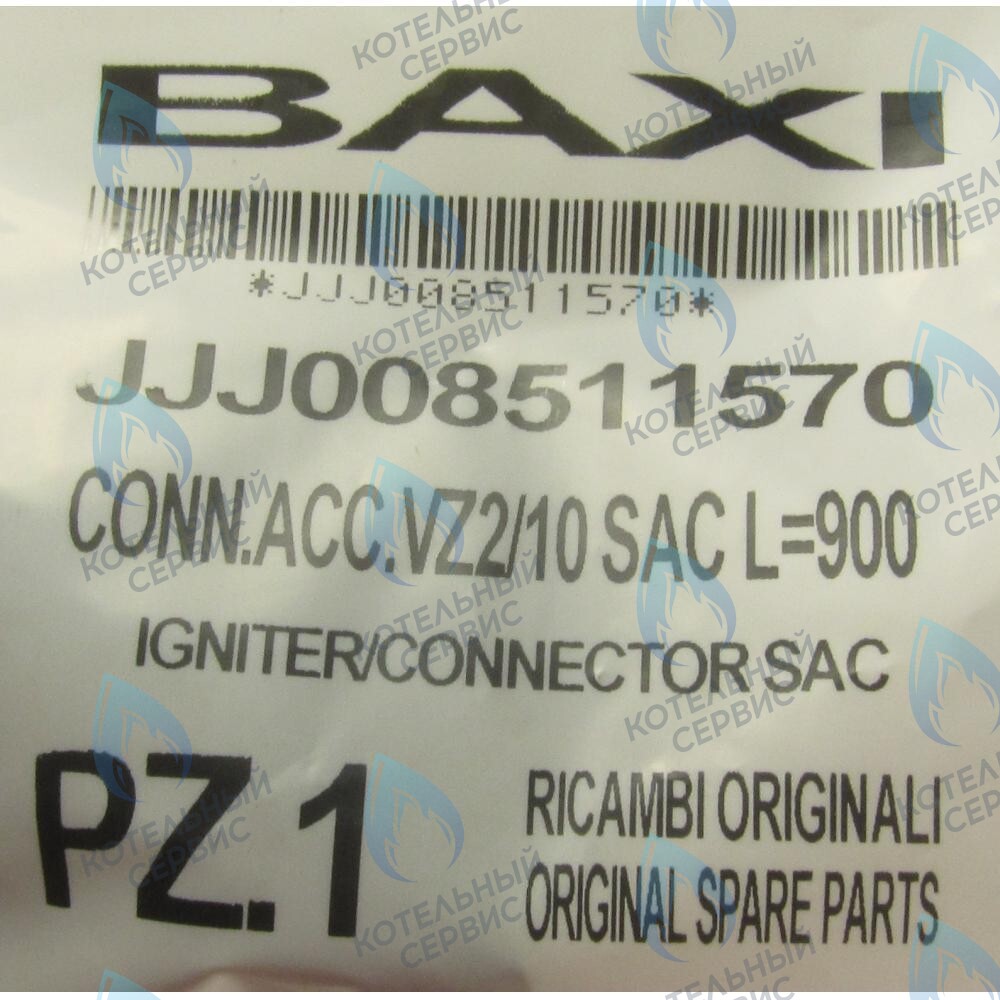 BAXI
*JJJ008511570*
JJJ008511570
CONN.ACC.VZ2/10 SAC L=900
IGNITER/CONNECTOR SAC
PZ.1
RICAMBI ORIGINALI
ORIGINAL SPARE PARTS
КОТЕЛЬНЫЙ
СЕРВИС